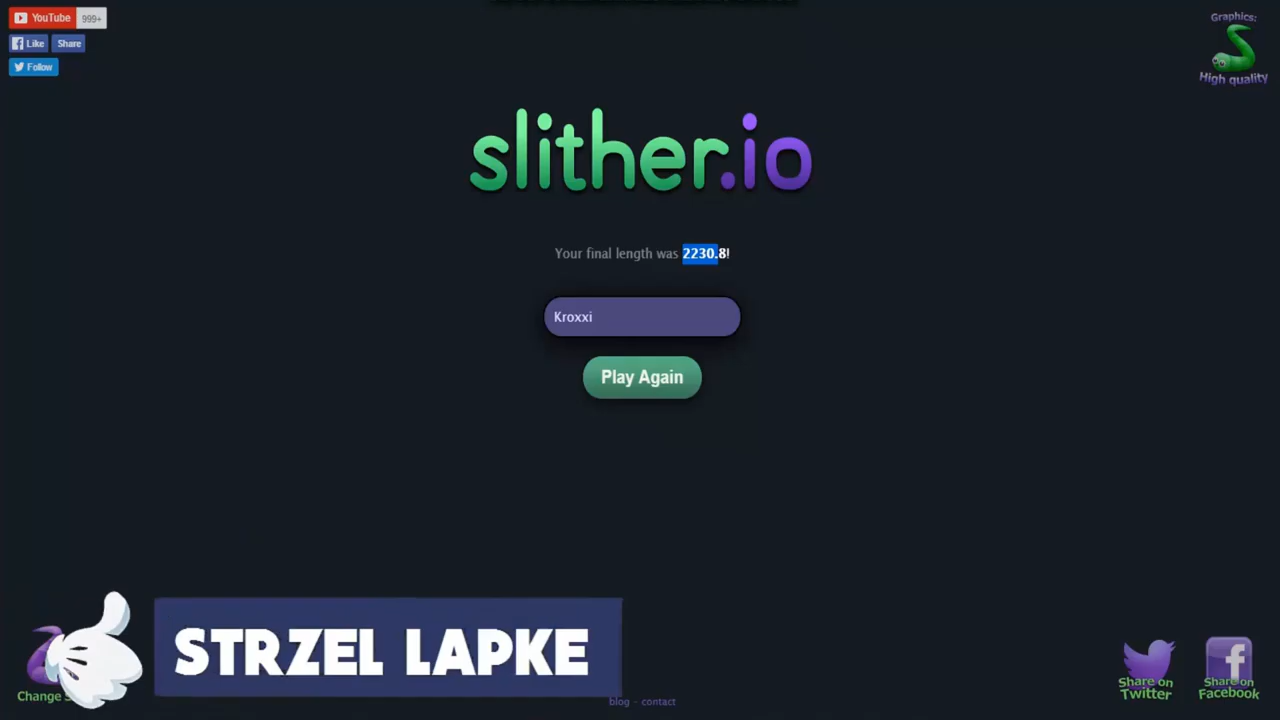 YouTube 999+
Like Share
Follow
Graphics:
High quality
slither.io
Your final length was 2230.8!
Kroxxi
Play Again
STRZEL LAPKE
Change
blog - contact
Share on
Twitter
Share on
Facebook